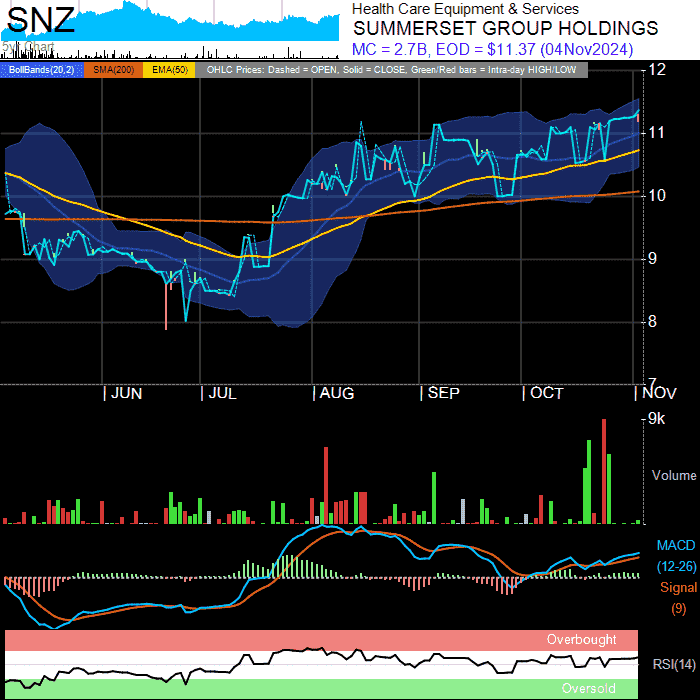 SNZ
Health Care Equipment & Services
SUMMERSET GROUP HOLDINGS
MC = 2.7B, EOD = $11.37 (04Nov2024)
5yr Chart
BollBands(20,2) SMA(200) EMA(50) OHLC Prices: Dashed = OPEN, Solid = CLOSE, Green/Red bars = Intra-day HIGH/LOW
12
11
10
9
8
7
JUN JUL AUG SEP OCT NOV
9k
Volume
MACD
(12-26)
Signal
(9)
Overbought
RSI(14)
Oversold